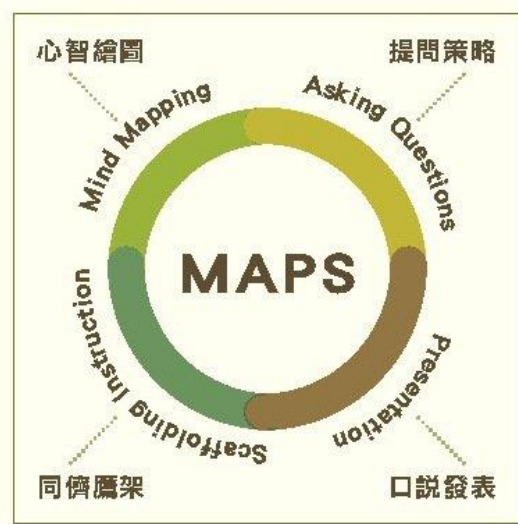 心智繪圖
提問策略
Mind Mapping
Asking Questions
MAPS
Scaffolding Instruction
Presentation
同儕鷹架
口說發表